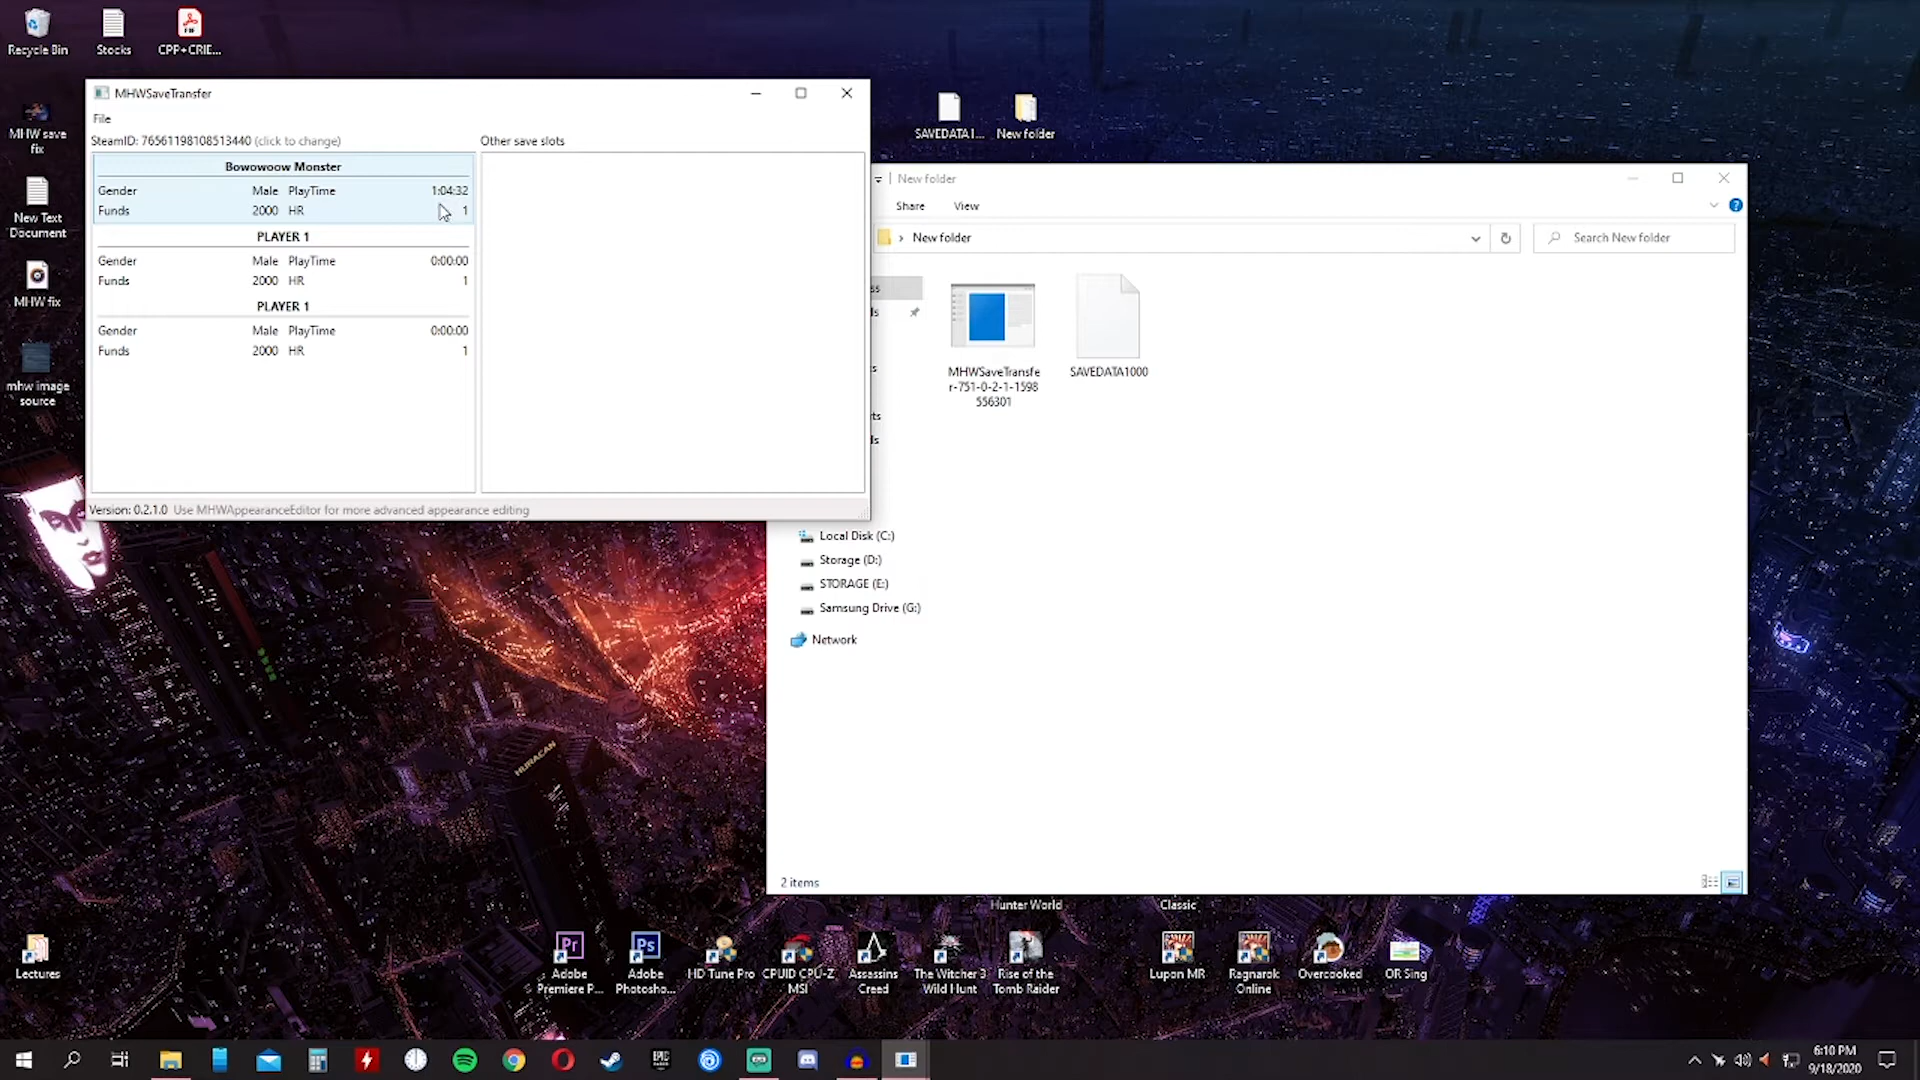 Recycle Bin
Stocks
CPP+CRIE...
MHW save
fix
New Text
Document
MHW fix
mhw image
source
Lectures
MHWSaveTransfer
File
SteamID: 76561198108513440 (click to change)
Other save slots
Bowowoow Monster
Gender Male PlayTime 1:04:32
Funds 2000 HR 1
PLAYER 1
Gender Male PlayTime 0:00:00
Funds 2000 HR 1
PLAYER 1
Gender Male PlayTime 0:00:00
Funds 2000 HR 1
Version: 0.2.1.0 Use MHWAppearanceEditor for more advanced appearance editing
SAVEDATA1...
New folder
New folder
Share View
New folder
Search New folder
MHWSaveTransfe
r-751-0-2-1-1598
556301
SAVEDATA1000
Local Disk (C:)
Storage (D:)
STORAGE (E:)
Samsung Drive (G:)
Network
2 items
Hunter World
Classic
HURACAN
Adobe
Premiere P...
Adobe
Photosho...
HD Tune Pro
CPUID CPU-Z
MSI
Assassins
Creed
The Witcher 3
Wild Hunt
Rise of the
Tomb Raider
Lupon MR
Ragnarok
Online
Overcooked
OR Sing
6:10 PM
9/18/2020